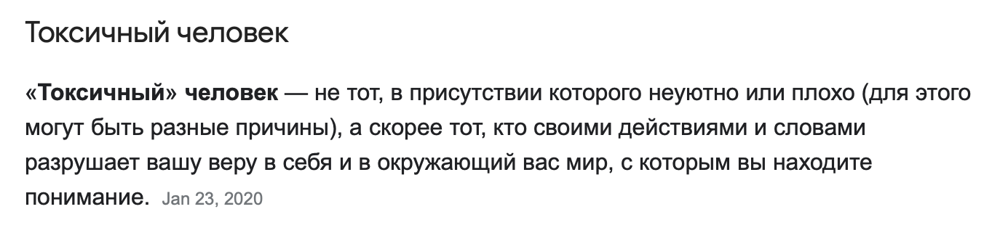 Токсичный человек
«Токсичный» человек — не тот, в присутствии которого неуютно или плохо (для этого
могут быть разные причины), а скорее тот, кто своими действиями и словами
разрушает вашу веру в себя и в окружающий вас мир, с которым вы находите
понимание. Jan 23, 2020